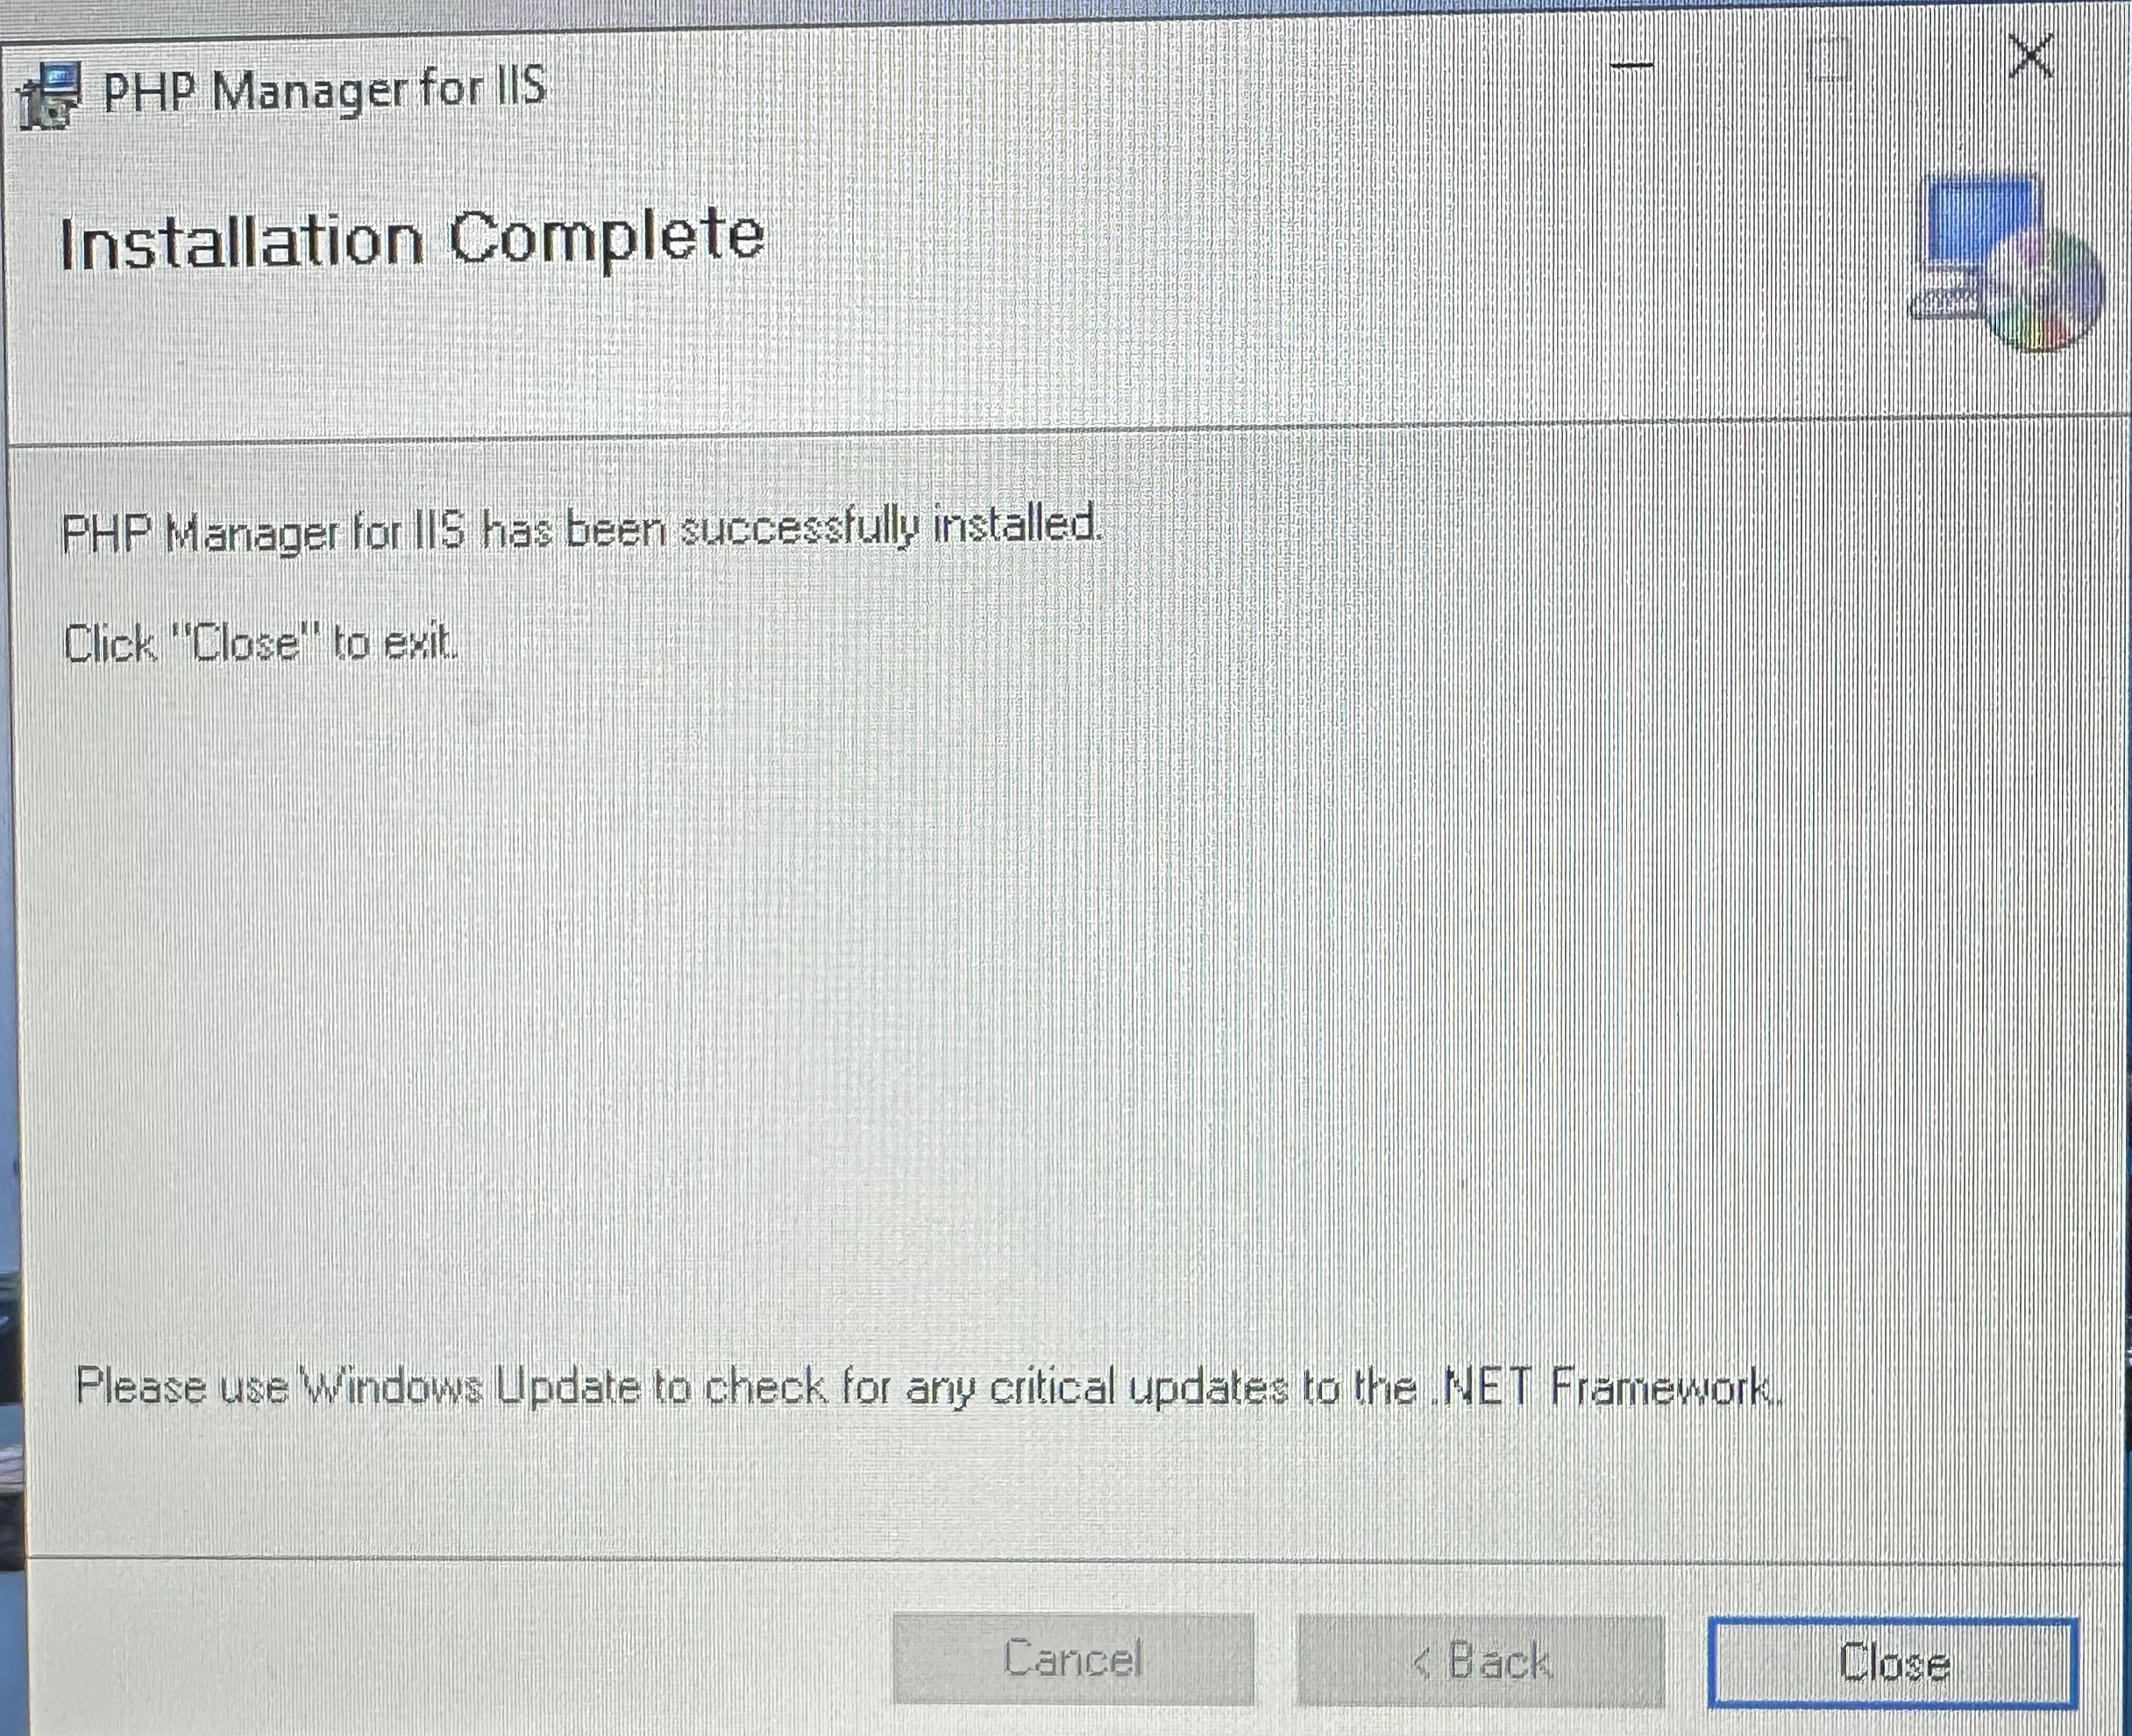 PHP Manager for IIS
Installation Complete
PHP Manager for IIS has been successfully installed.
Click "Close" to exit.
Please use Windows Update to check for any critical updates to the .NET Framework.
Cancel
< Back
Close